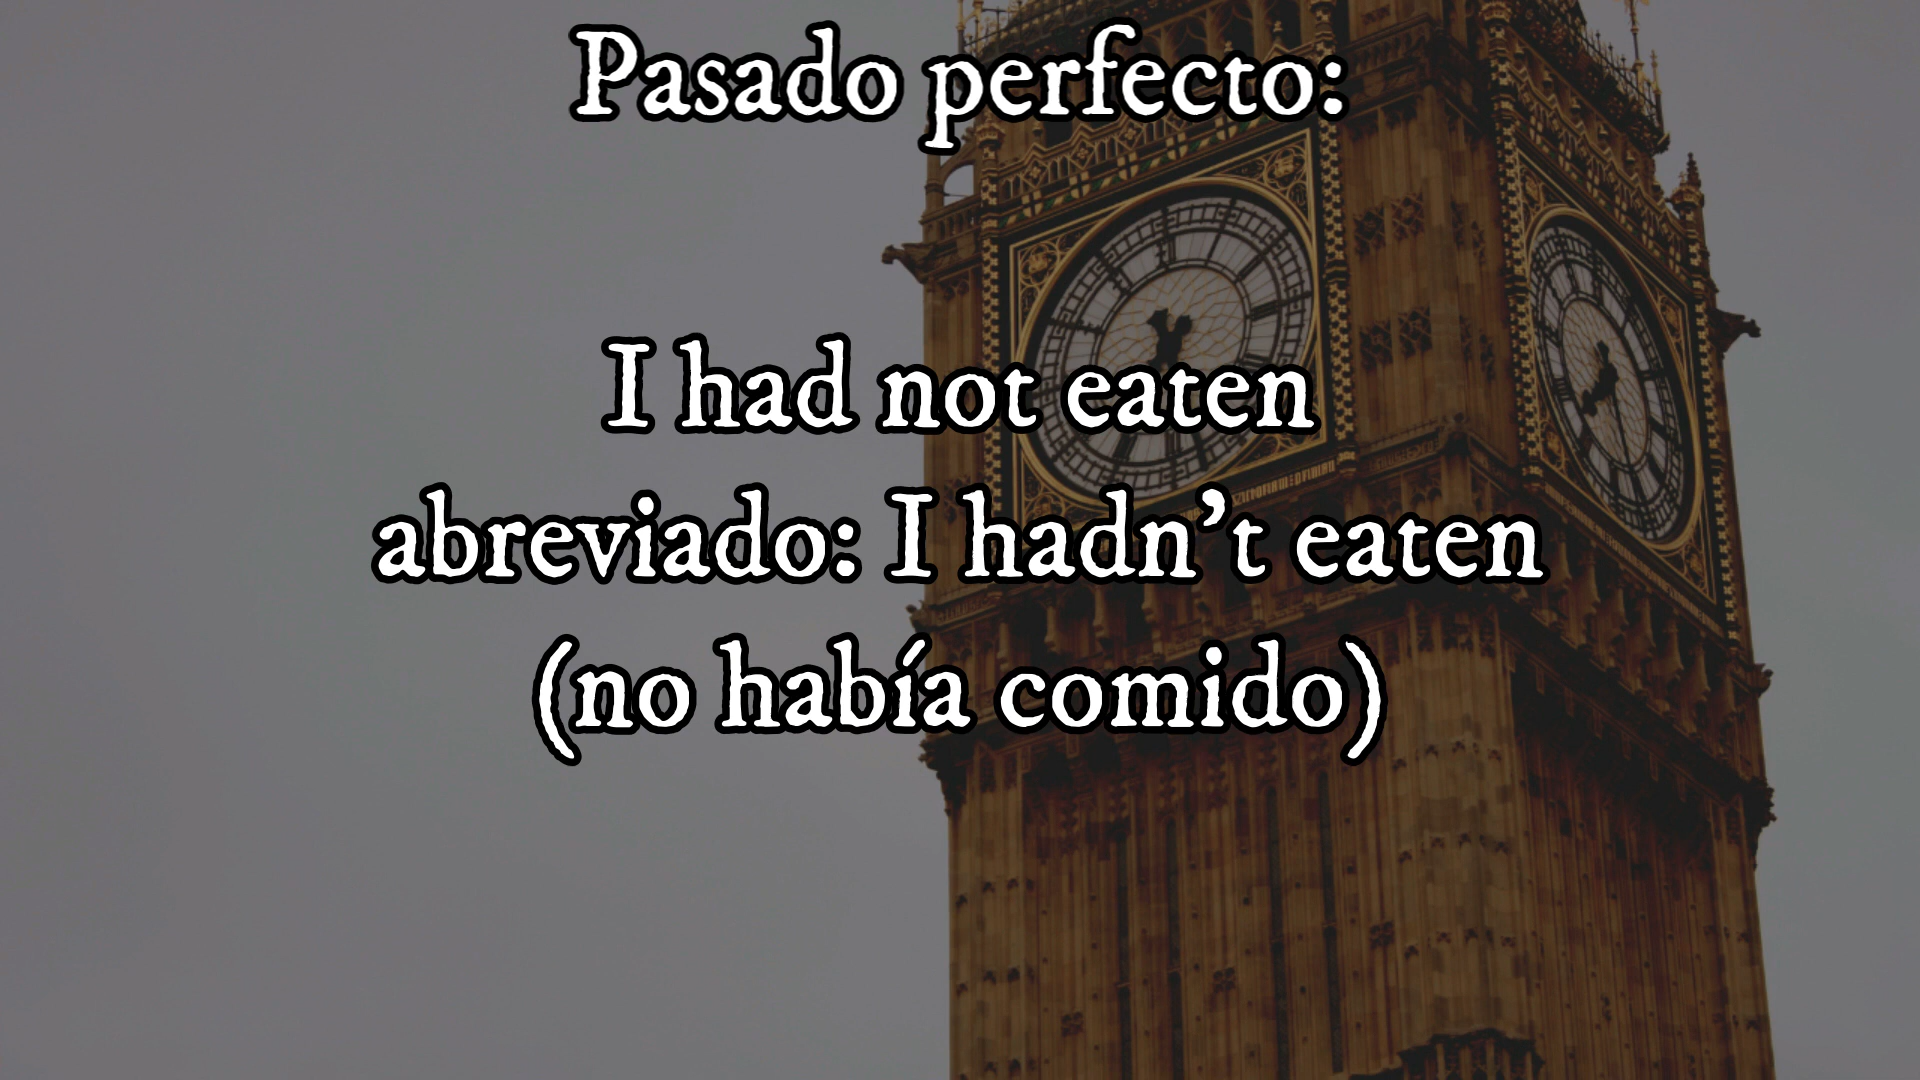 Pasado perfecto:
I had not eaten
abreviado: I hadn't eaten
(no había comido)